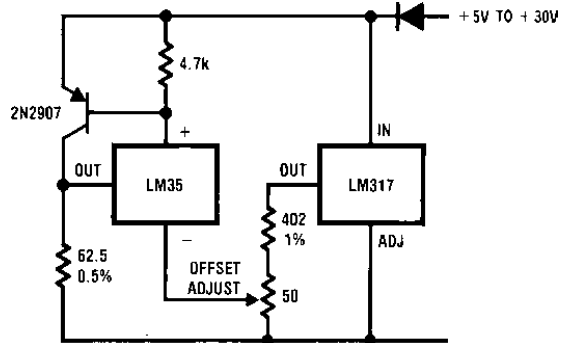 +5V TO +30V
4.7k
2N2907
+
IN
OUT
LM35
OUT
LM317
402
1%
ADJ
−
62.5
0.5%
OFFSET
ADJUST
50